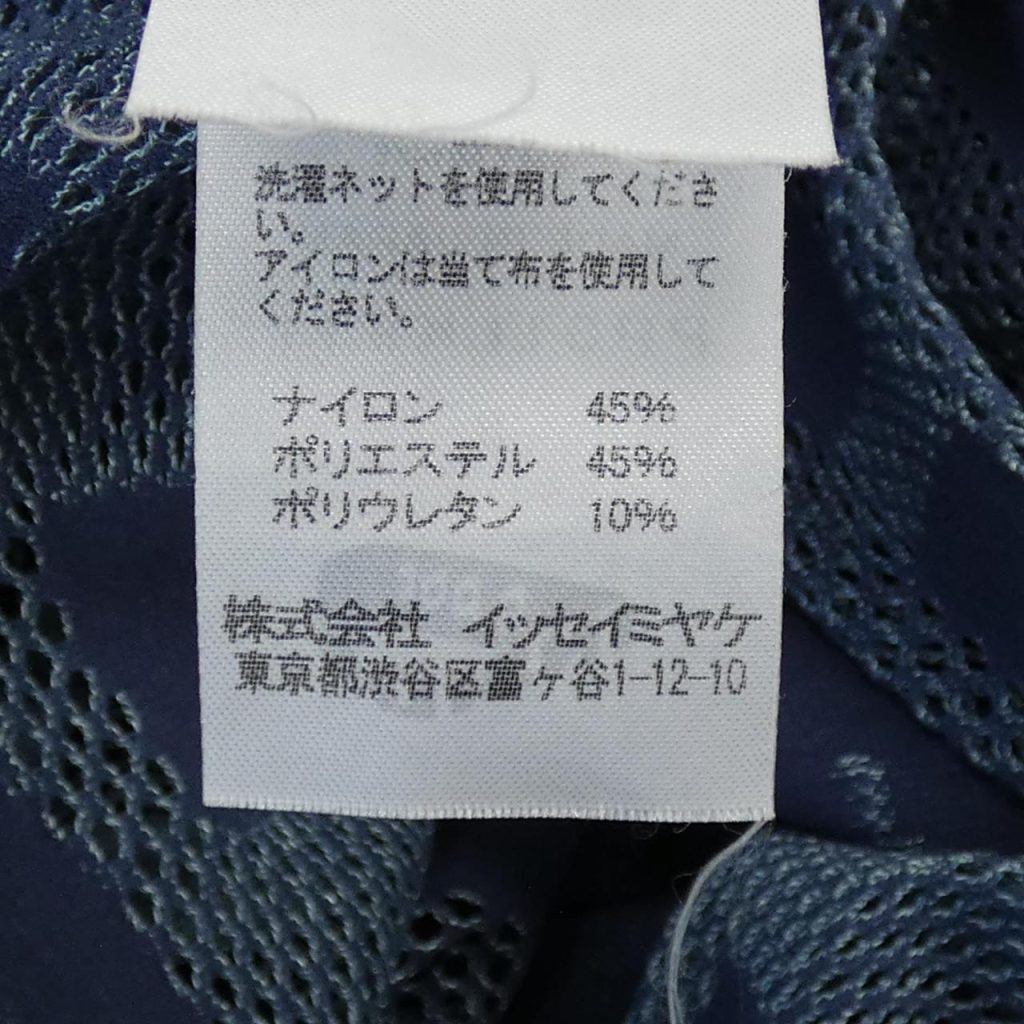 洗濯ネットを使用してくださ
い。
アイロンは当て布を使用して
ください。
ナイロン 45%
ポリエステル 45%
ポリウレタン 10%
株式会社 イッセイミヤケ
東京都渋谷区富ヶ谷1-12-10